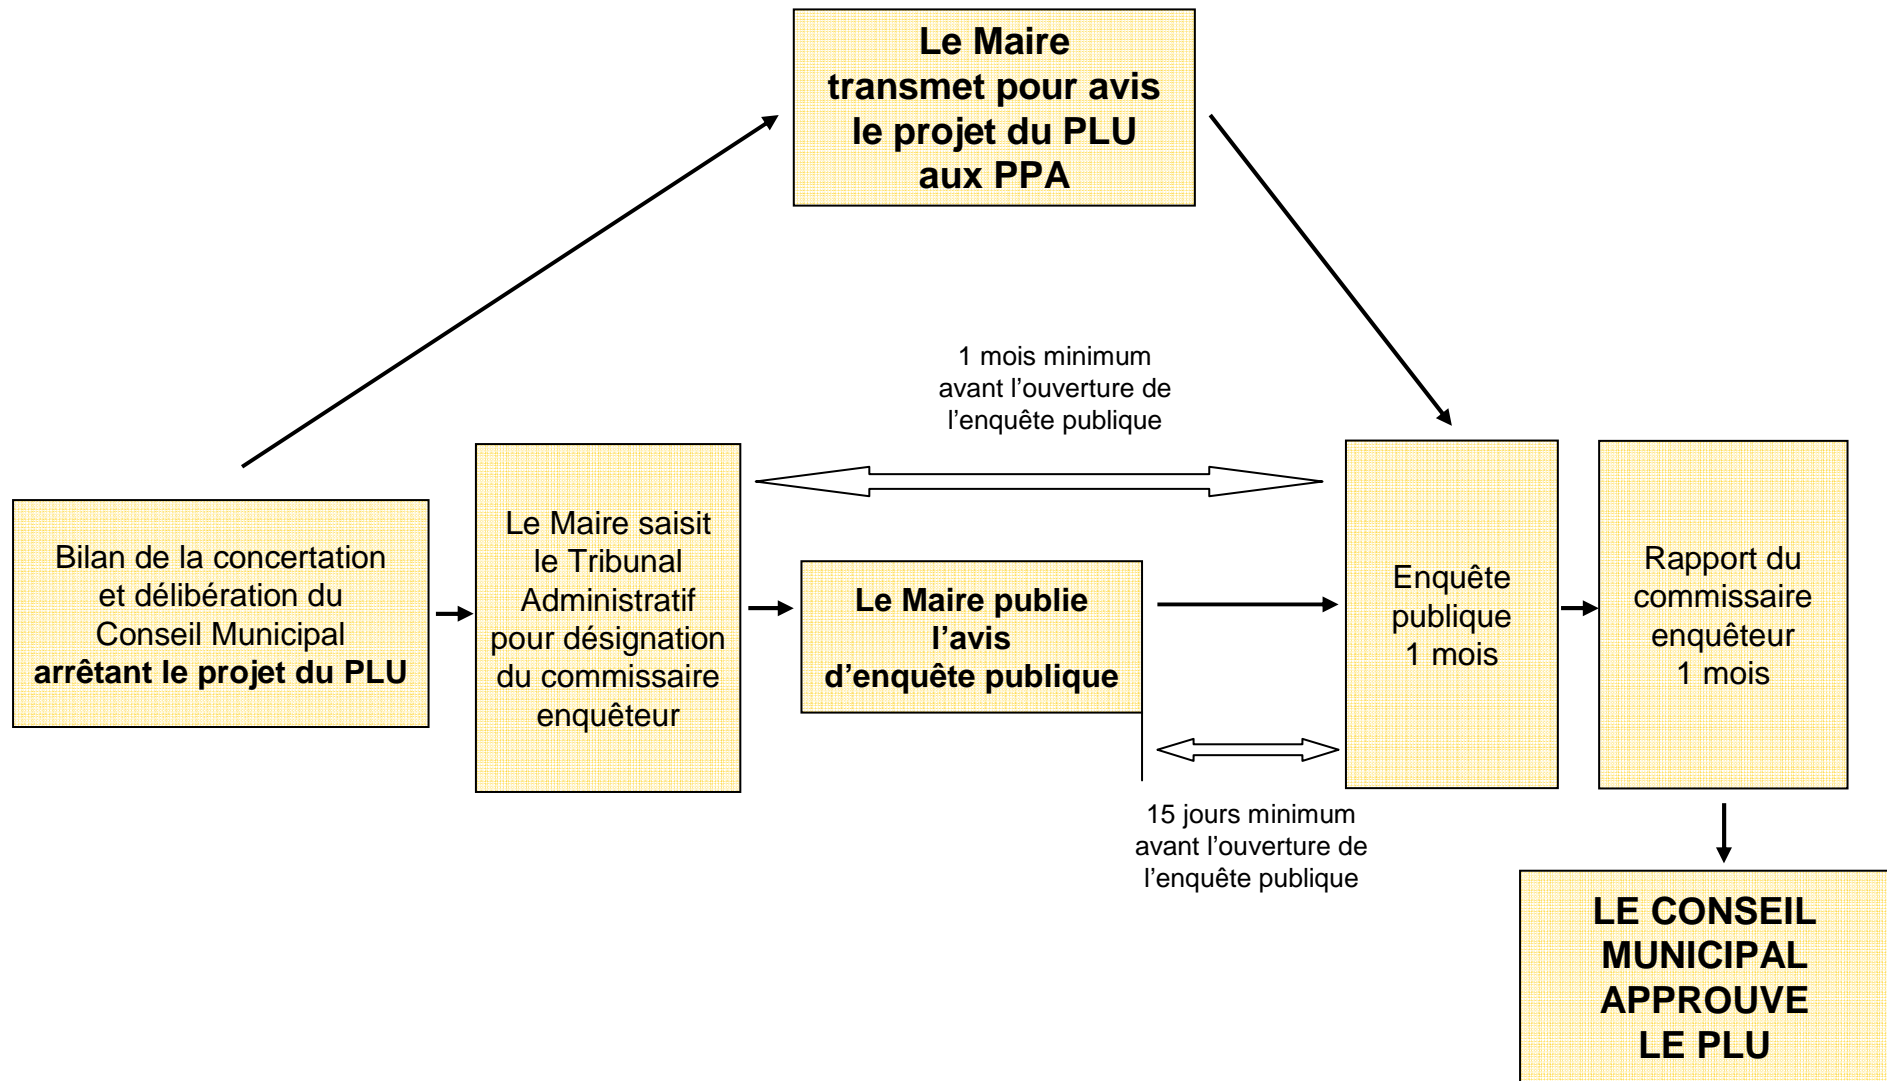 Le Maire
transmet pour avis
le projet du PLU
aux PPA
1 mois minimum
avant l’ouverture de
l’enquête publique
Bilan de la concertation
et délibération du
Conseil Municipal
arrêtant le projet du PLU
Le Maire saisit
le Tribunal
Administratif
pour désignation
du commissaire
enquêteur
Le Maire publie
l’avis
d’enquête publique
Enquête
publique
1 mois
Rapport du
commissaire
enquêteur
1 mois
15 jours minimum
avant l’ouverture de
l’enquête publique
LE CONSEIL
MUNICIPAL
APPROUVE
LE PLU